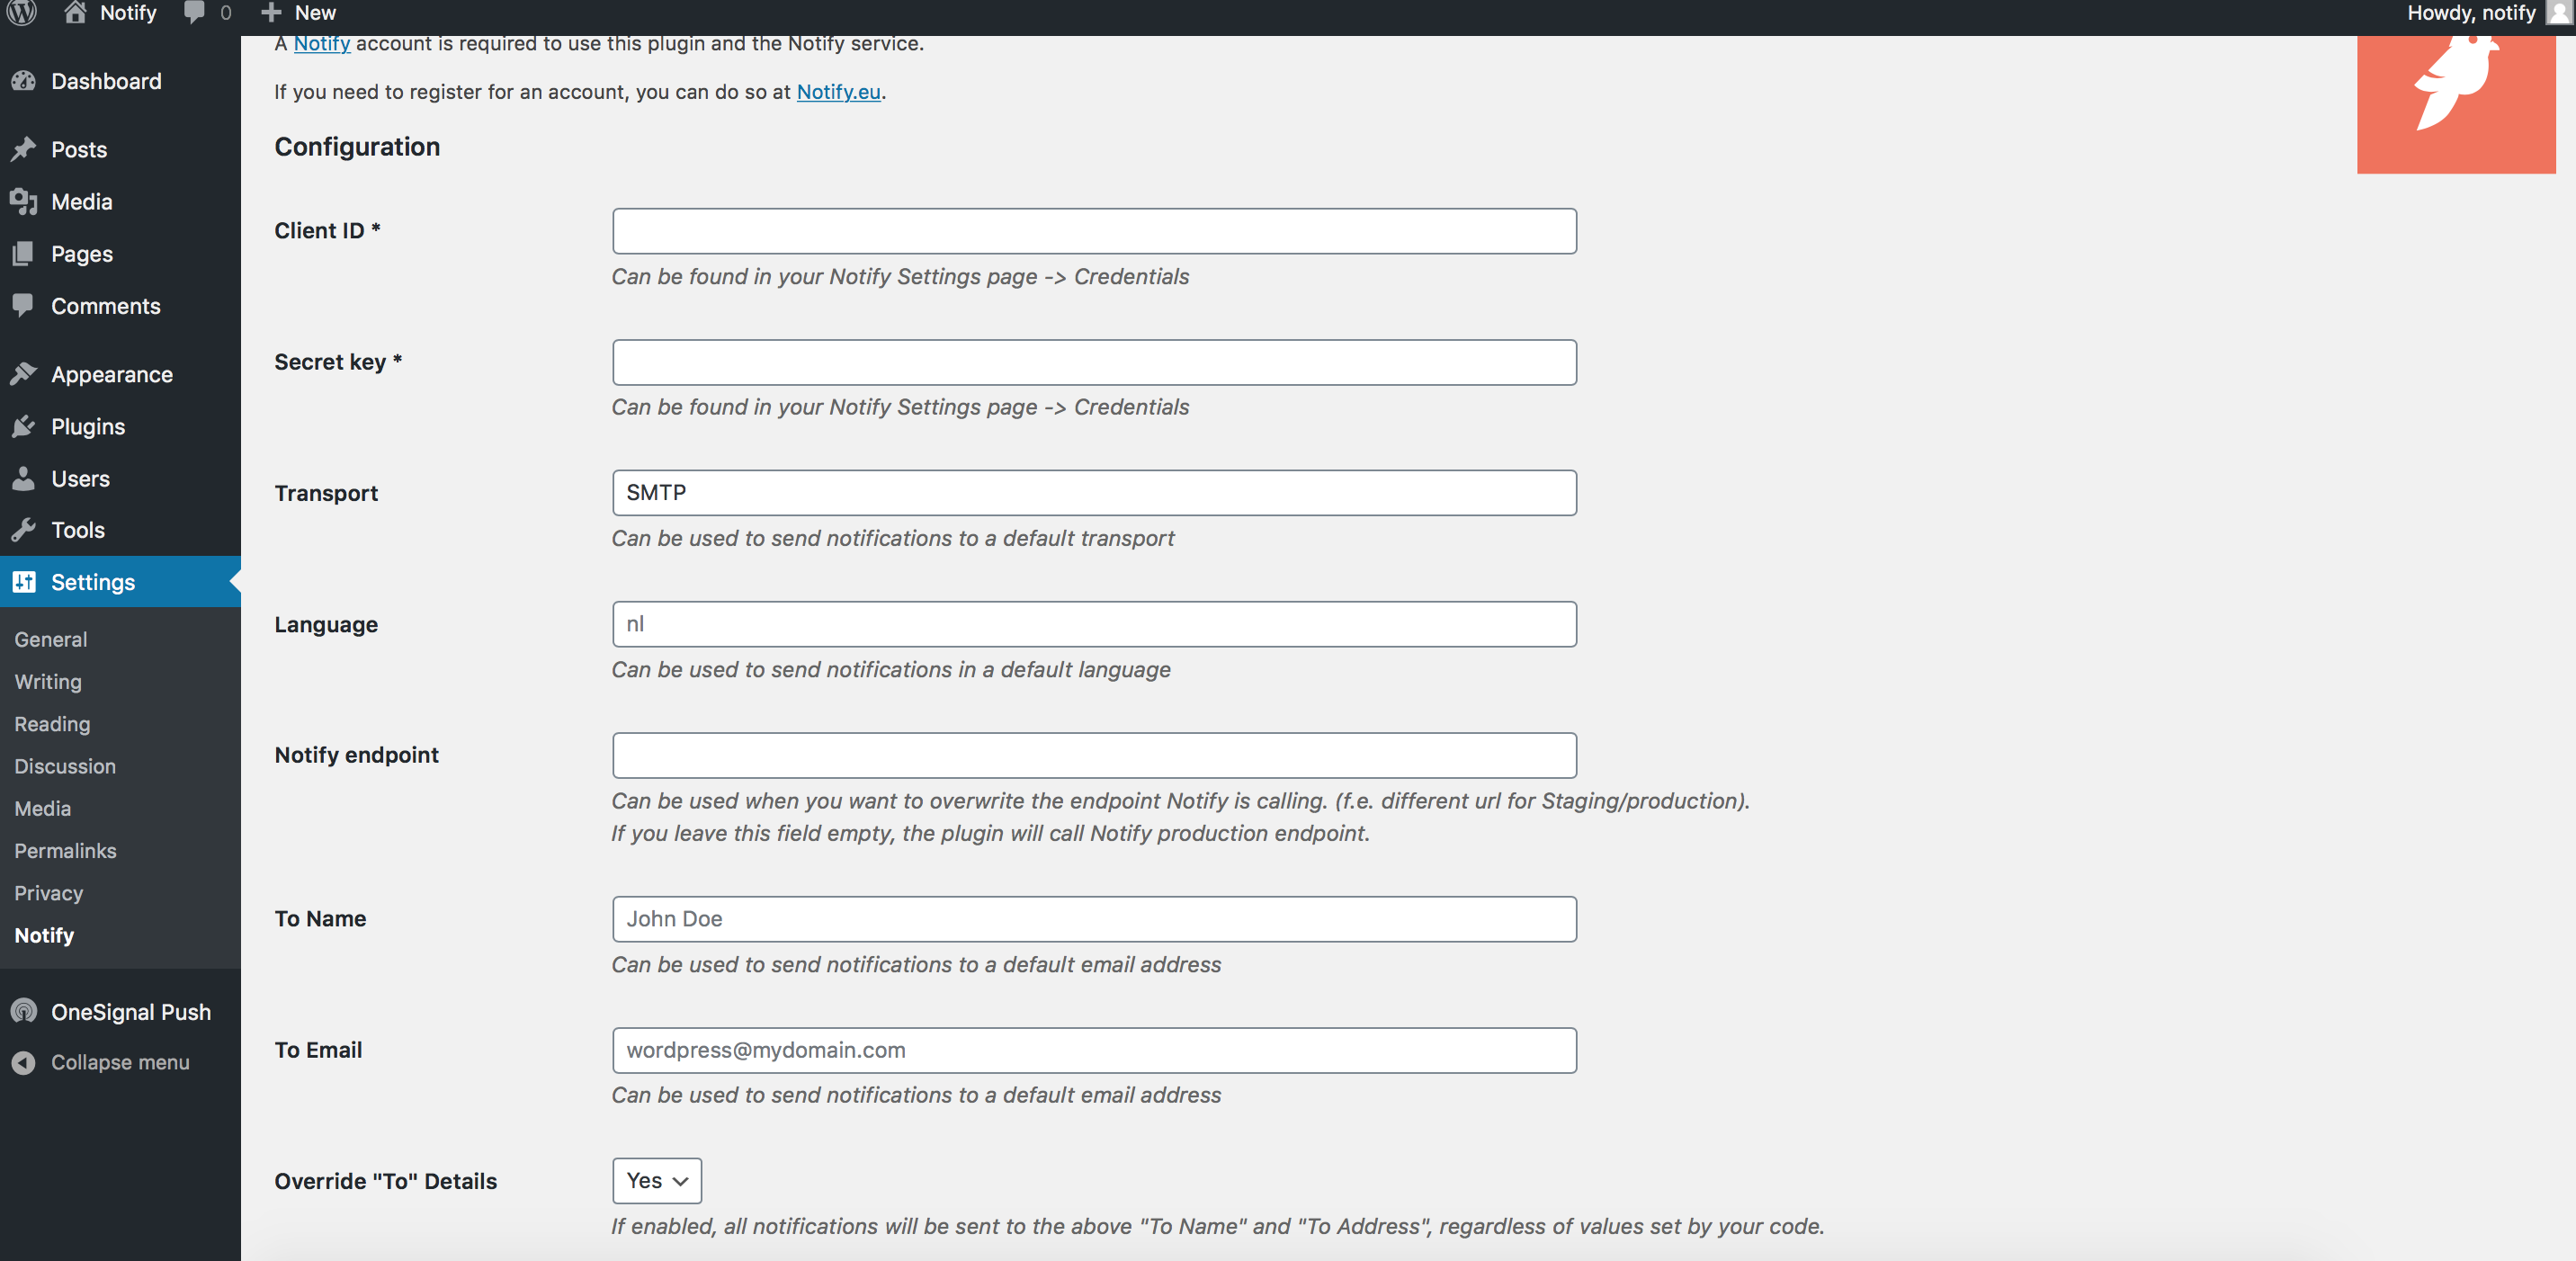 Notify
0
New
Howdy, notify
Dashboard
Posts
Media
Pages
Comments
Appearance
Plugins
Users
Tools
Settings
General
Writing
Reading
Discussion
Media
Permalinks
Privacy
Notify
OneSignal Push
Collapse menu
A Notify account is required to use this plugin and the Notify service.
If you need to register for an account, you can do so at Notify.eu.
Configuration
Client ID *
Can be found in your Notify Settings page -> Credentials
Secret key *
Can be found in your Notify Settings page -> Credentials
Transport
SMTP
Can be used to send notifications to a default transport
Language
nl
Can be used to send notifications in a default language
Notify endpoint
Can be used when you want to overwrite the endpoint Notify is calling. (f.e. different url for Staging/production).
If you leave this field empty, the plugin will call Notify production endpoint.
To Name
John Doe
Can be used to send notifications to a default email address
To Email
wordpress@mydomain.com
Can be used to send notifications to a default email address
Override "To" Details
Yes
If enabled, all notifications will be sent to the above "To Name" and "To Address", regardless of values set by your code.